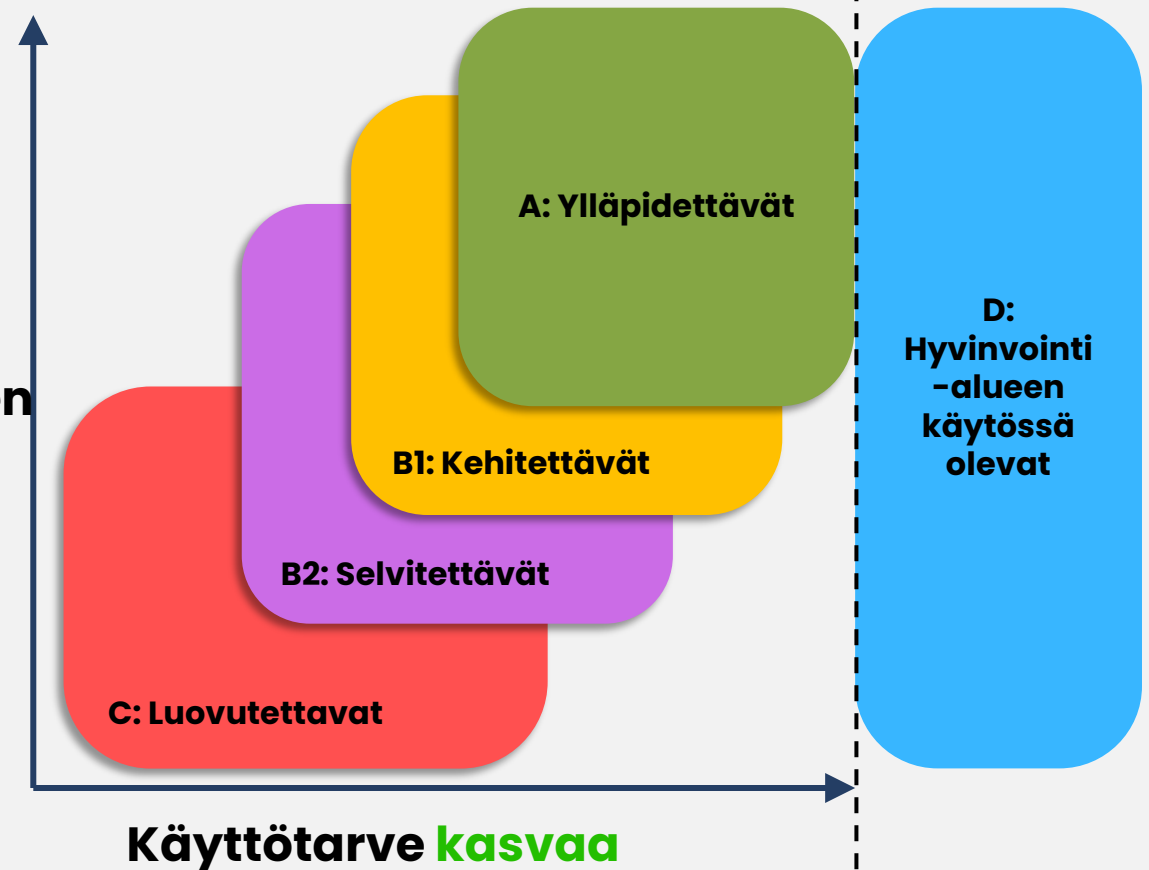 A: Ylläpidettävät
D:
Hyvinvointi
-alueen
käytössä
olevat
B1: Kehitettävät
B2: Selvitettävät
C: Luovutettavat
Käyttötarve kasvaa